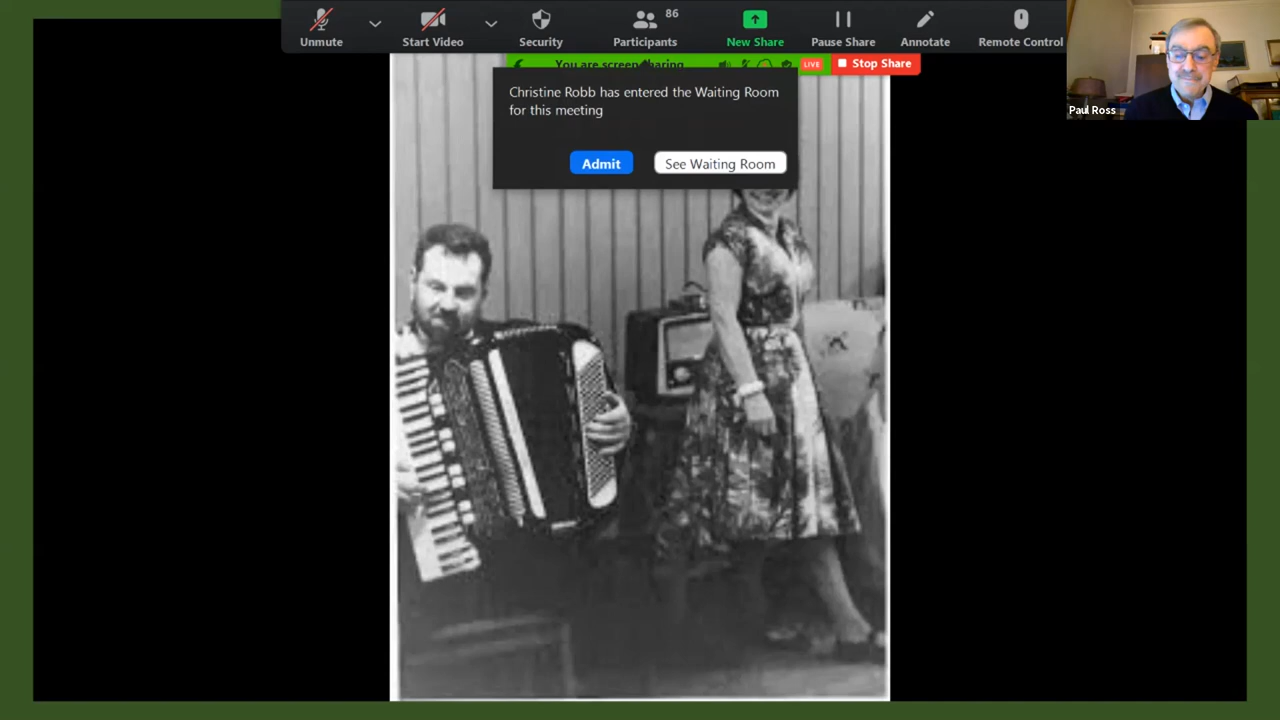 86
Unmute
Start Video
Security
Participants
New Share
Pause Share
Annotate
Remote Control
You are screen sharing
LIVE
Stop Share
Christine Robb has entered the Waiting Room
for this meeting
Admit
See Waiting Room
Paul Ross